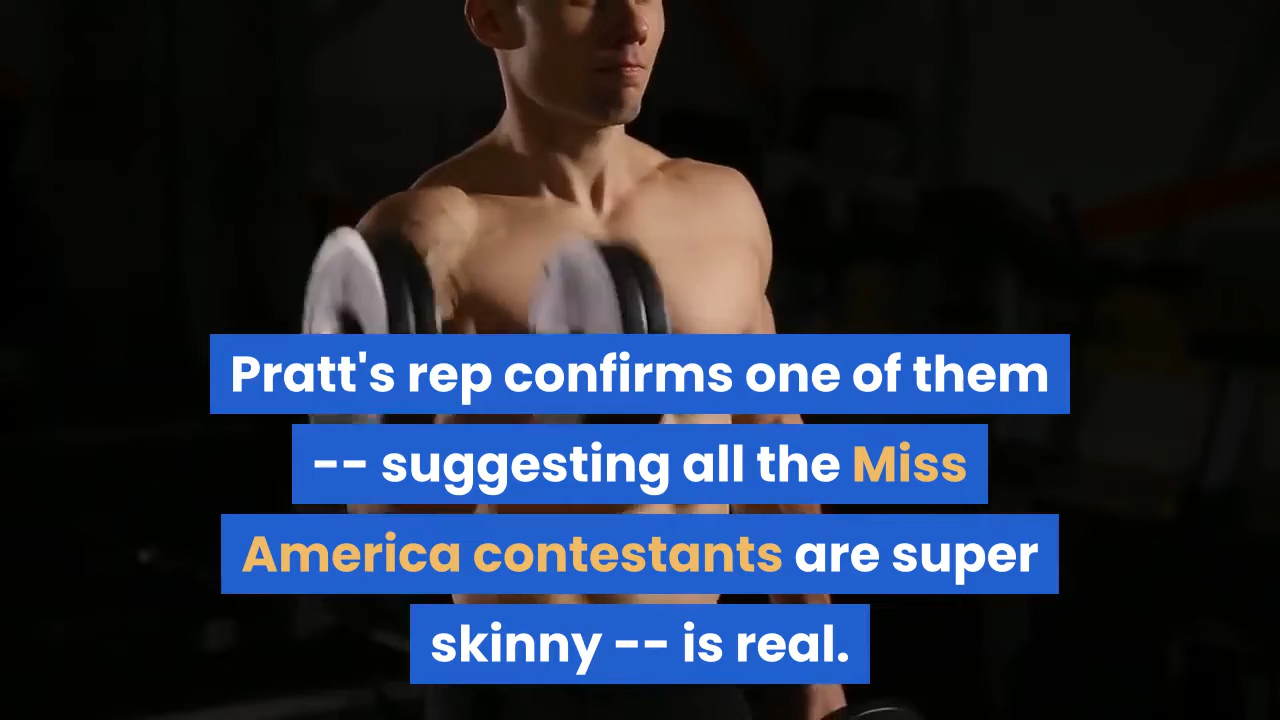 Pratt's rep confirms one of them
-- suggesting all the Miss
America contestants are super
skinny -- is real.